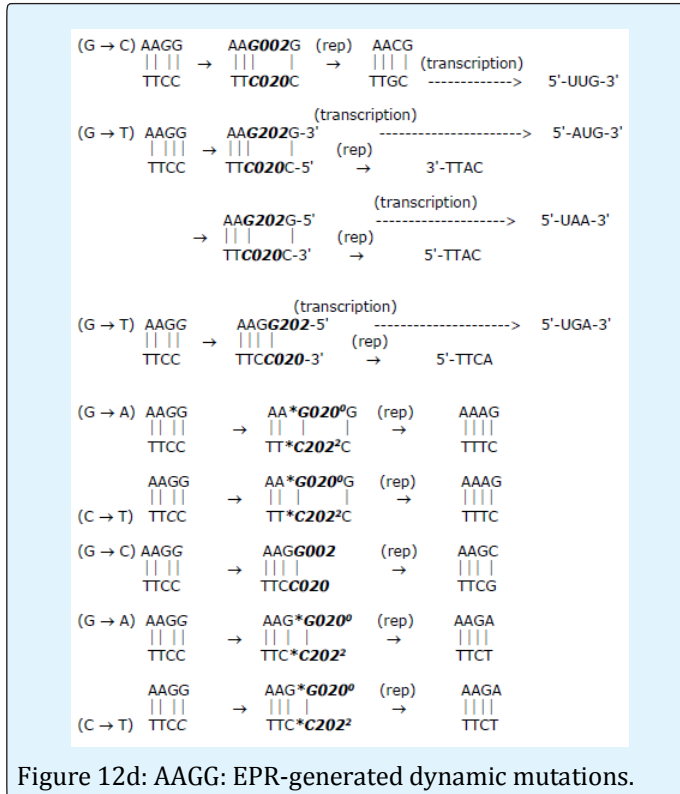 (G → C) AAGG AAG002G (rep) AACG
→ → (transcription)
TTCC TTC020C TTGC -------------> 5'-UUG-3'
(transcription)
(G → T) AAGG AAG202G-3' ----------------------> 5'-AUG-3'
→ (rep)
TTCC TTC020C-5' → 3'-TTAC
(transcription)
AAG202G-5' ----------------------> 5'-UAA-3'
→ (rep)
TTC020C-3' → 5'-TTAC
(transcription)
(G → T) AAGG AAGG202-5' ----------------------> 5'-UGA-3'
→ (rep)
TTCC TTCC020-3' → 5'-TTCA
(G → A) AAGG AA*G020⁰G (rep) AAAG
→ →
TTCC TT*C202²C TTTC
AAGG AA*G020⁰G (rep) AAAG
→ →
(C → T) TTCC TT*C202²C TTTC
(G → C) AAGG AAGG002 (rep) AAGC
→ →
TTCC TTCC020 TTCG
(G → A) AAGG AAG*G020⁰ (rep) AAGA
→ →
TTCC TTC*C202² TTCT
AAGG AAG*G020⁰ (rep) AAGA
→ →
(C → T) TTCC TTC*C202² TTCT
Figure 12d: AAGG: EPR-generated dynamic mutations.